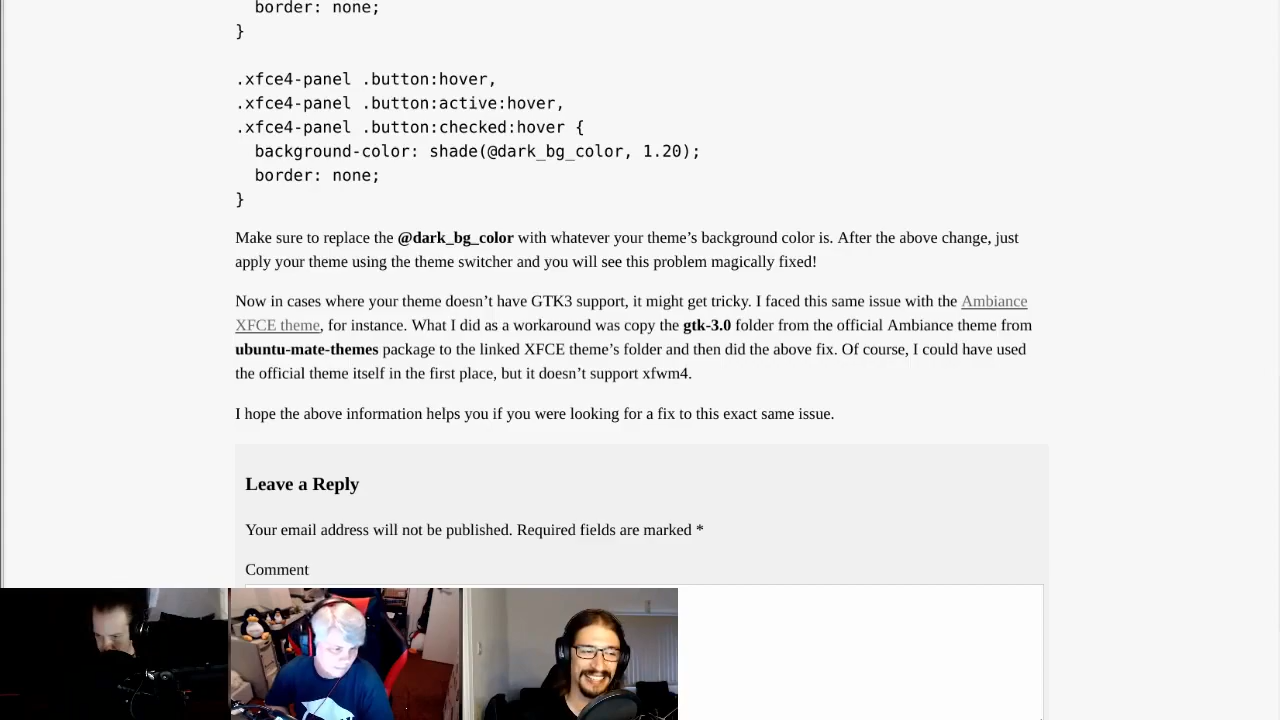 border: none;
}
.xfce4-panel .button:hover,
.xfce4-panel .button:active:hover,
.xfce4-panel .button:checked:hover {
background-color: shade(@dark_bg_color, 1.20);
border: none;
}
Make sure to replace the @dark_bg_color with whatever your theme’s background color is. After the above change, just
apply your theme using the theme switcher and you will see this problem magically fixed!
Now in cases where your theme doesn’t have GTK3 support, it might get tricky. I faced this same issue with the Ambiance
XFCE theme, for instance. What I did as a workaround was copy the gtk-3.0 folder from the official Ambiance theme from
ubuntu-mate-themes package to the linked XFCE theme’s folder and then did the above fix. Of course, I could have used
the official theme itself in the first place, but it doesn’t support xfwm4.
I hope the above information helps you if you were looking for a fix to this exact same issue.
Leave a Reply
Your email address will not be published. Required fields are marked *
Comment